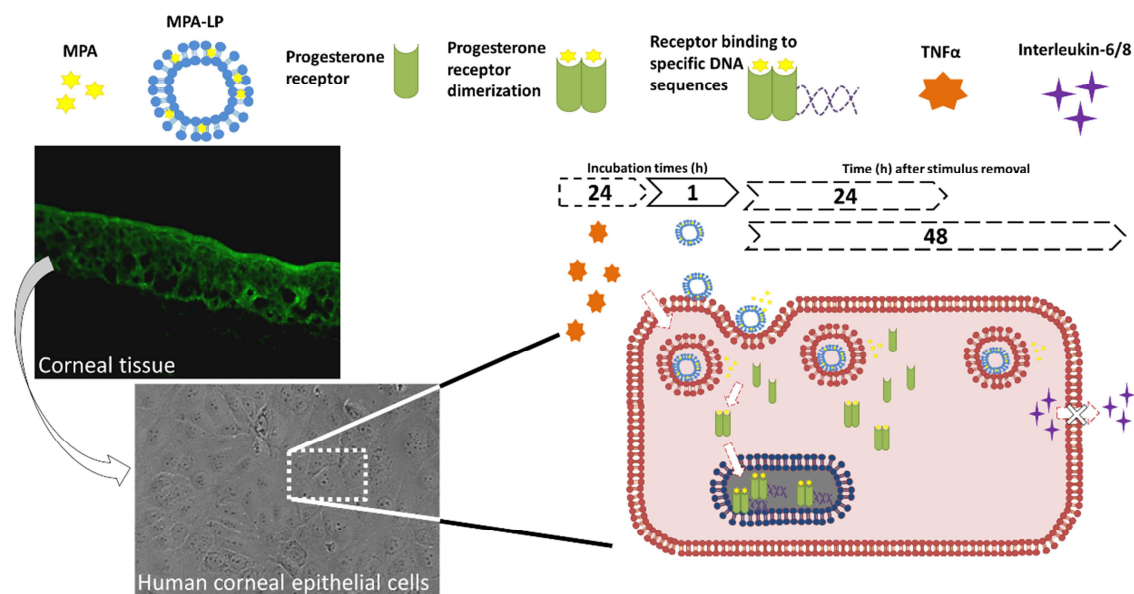 MPA
MPA-LP
Progesterone
receptor
Progesterone
receptor
dimerization
Receptor binding to
specific DNA
sequences
TNFα
Interleukin-6/8
Incubation times (h)
Time (h) after stimulus removal
24
1
24
48
Corneal tissue
Human corneal epithelial cells